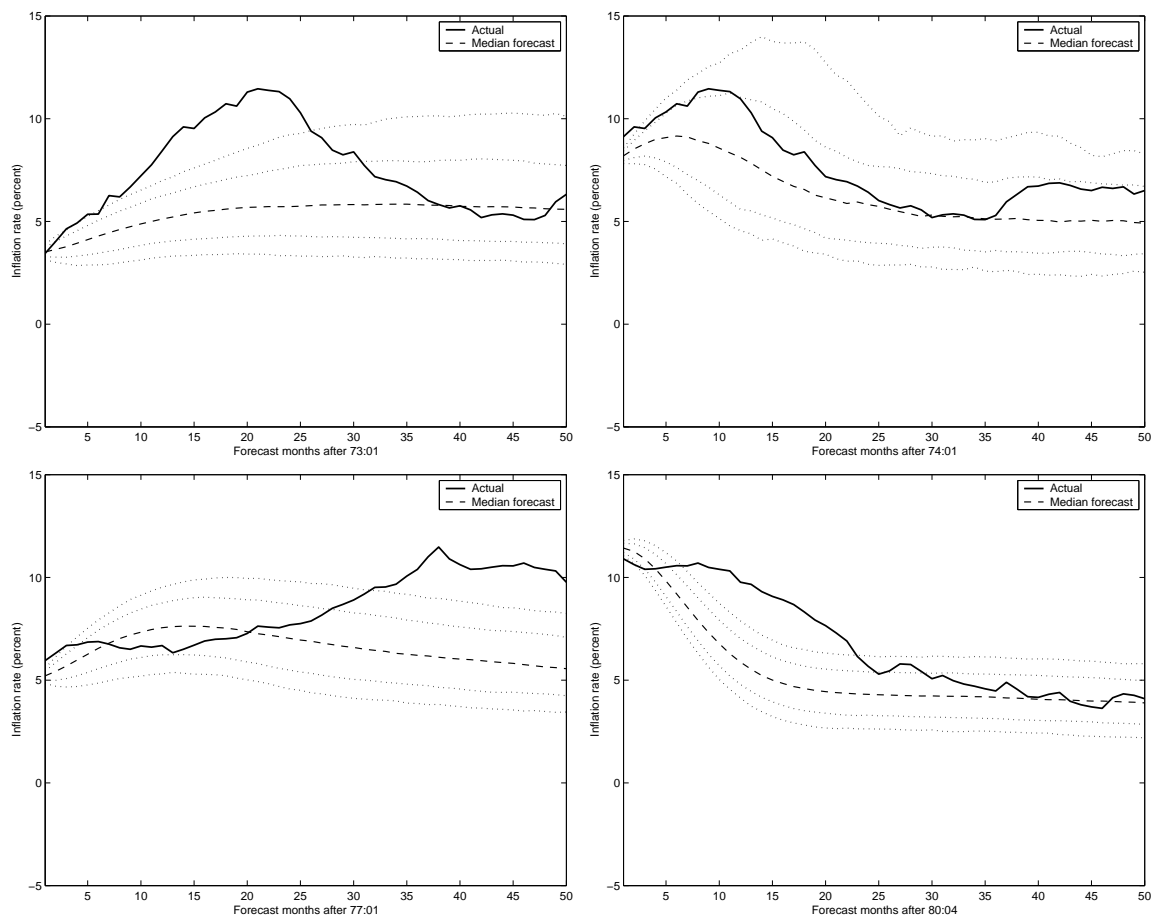 15
10
5
0
−5
Inflation rate (percent)
5 10 15 20 25 30 35 40 45 50
Forecast months after 73:01
Actual
Median forecast
15
10
5
0
−5
Inflation rate (percent)
5 10 15 20 25 30 35 40 45 50
Forecast months after 74:01
Actual
Median forecast
15
10
5
0
−5
Inflation rate (percent)
5 10 15 20 25 30 35 40 45 50
Forecast months after 77:01
Actual
Median forecast
15
10
5
0
−5
Inflation rate (percent)
5 10 15 20 25 30 35 40 45 50
Forecast months after 80:04
Actual
Median forecast